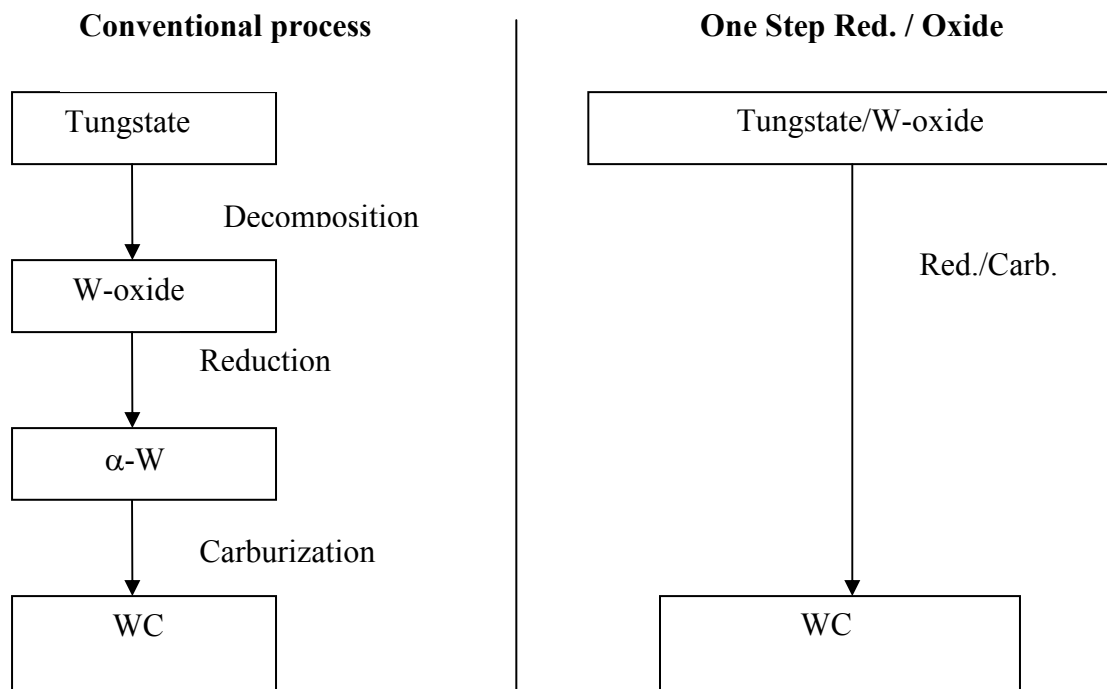 Conventional process
Tungstate
Decomposition
W-oxide
Reduction
α-W
Carburization
WC
One Step Red. / Oxide
Tungstate/W-oxide
Red./Carb.
WC